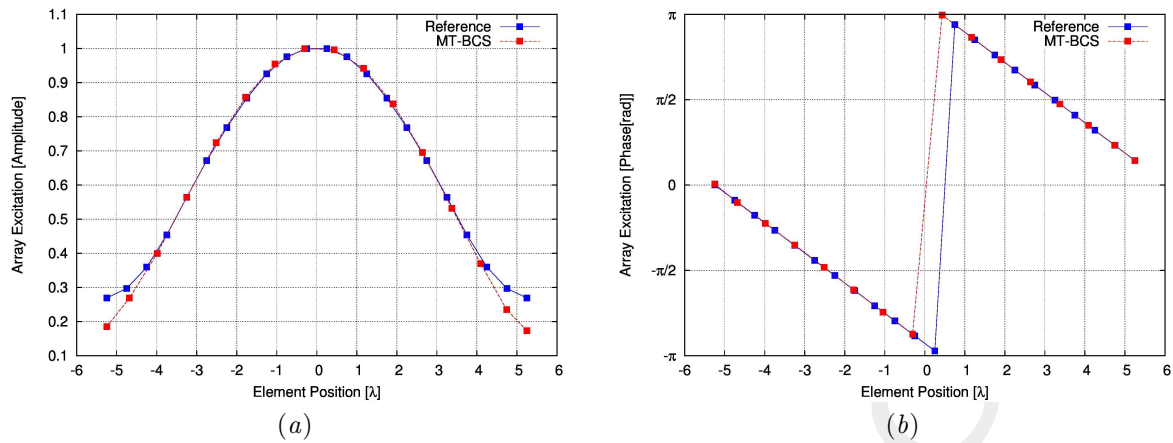 Reference
MT-BCS
Array Excitation [Amplitude]
1.1
1
0.9
0.8
0.7
0.6
0.5
0.4
0.3
0.2
0.1
-6 -5 -4 -3 -2 -1 0 1 2 3 4 5 6
Element Position [λ]
(a)
Reference
MT-BCS
Array Excitation [Phase[rad]]
π
π/2
0
-π/2
-π
-6 -5 -4 -3 -2 -1 0 1 2 3 4 5 6
Element Position [λ]
(b)